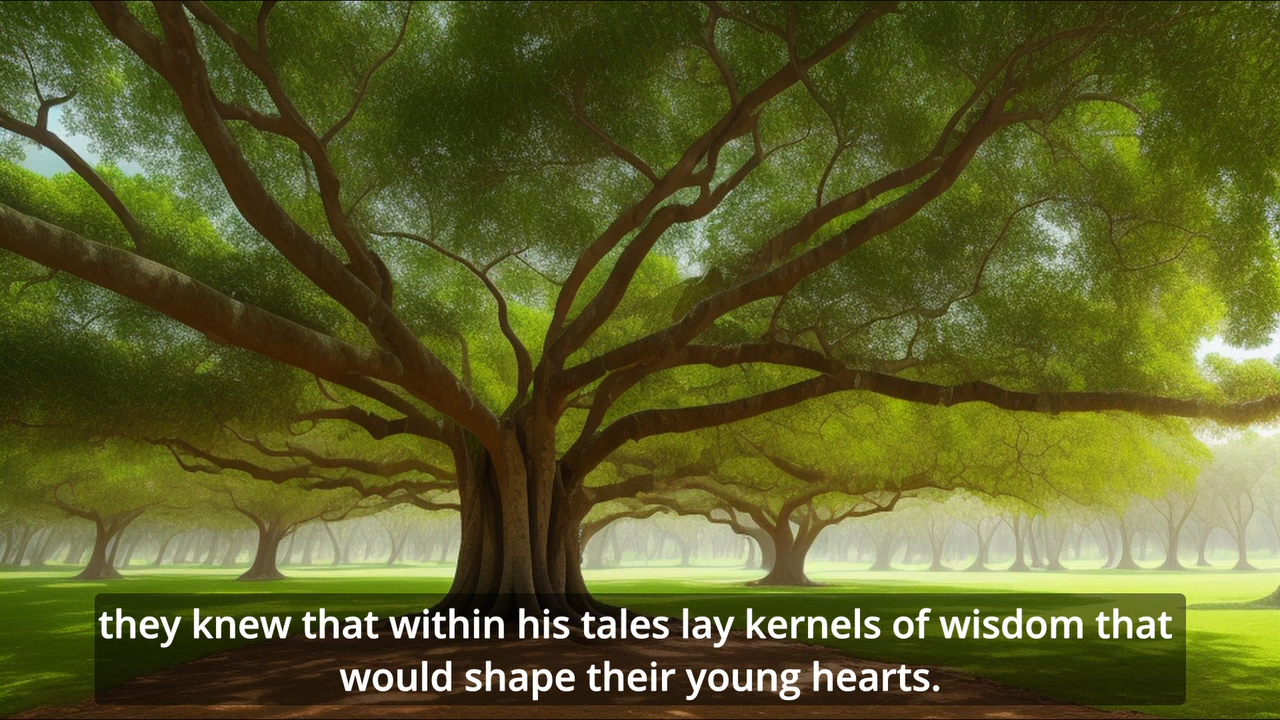 they knew that within his tales lay kernels of wisdom that
would shape their young hearts.